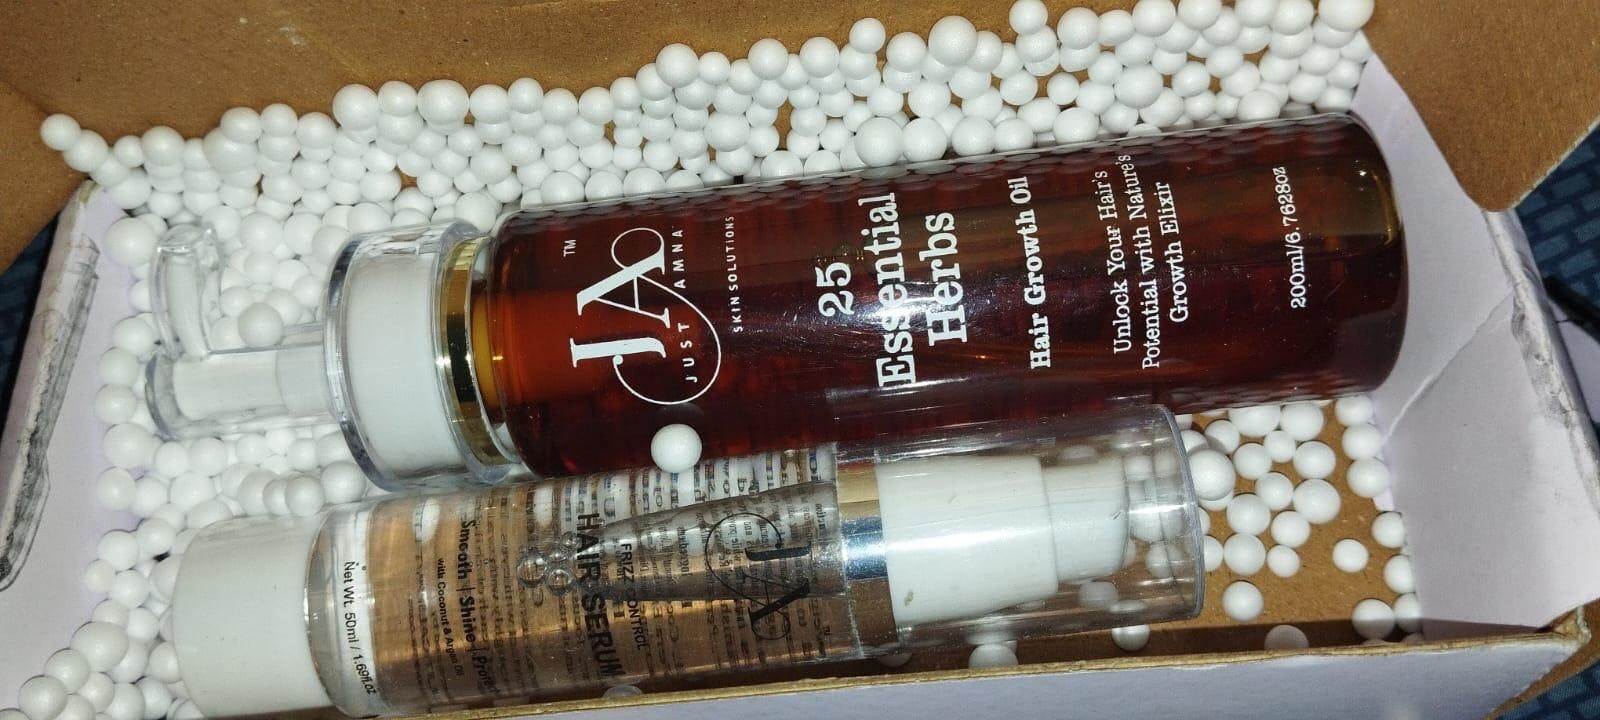 JA
TM
JUST AMNA
SKIN SOLUTIONS
25
Essential
Herbs
Hair Growth Oil
Unlock Your Hair's
Potential with Nature's
Growth Elixir
200ml/6.7628oz
JA
TM
FRIZZ CONTROL
HAIR SERUM
Smooth | Shine | Protect
with Coconut & Argan Oil
Net Wt. 50ml / 1.69fl.oz